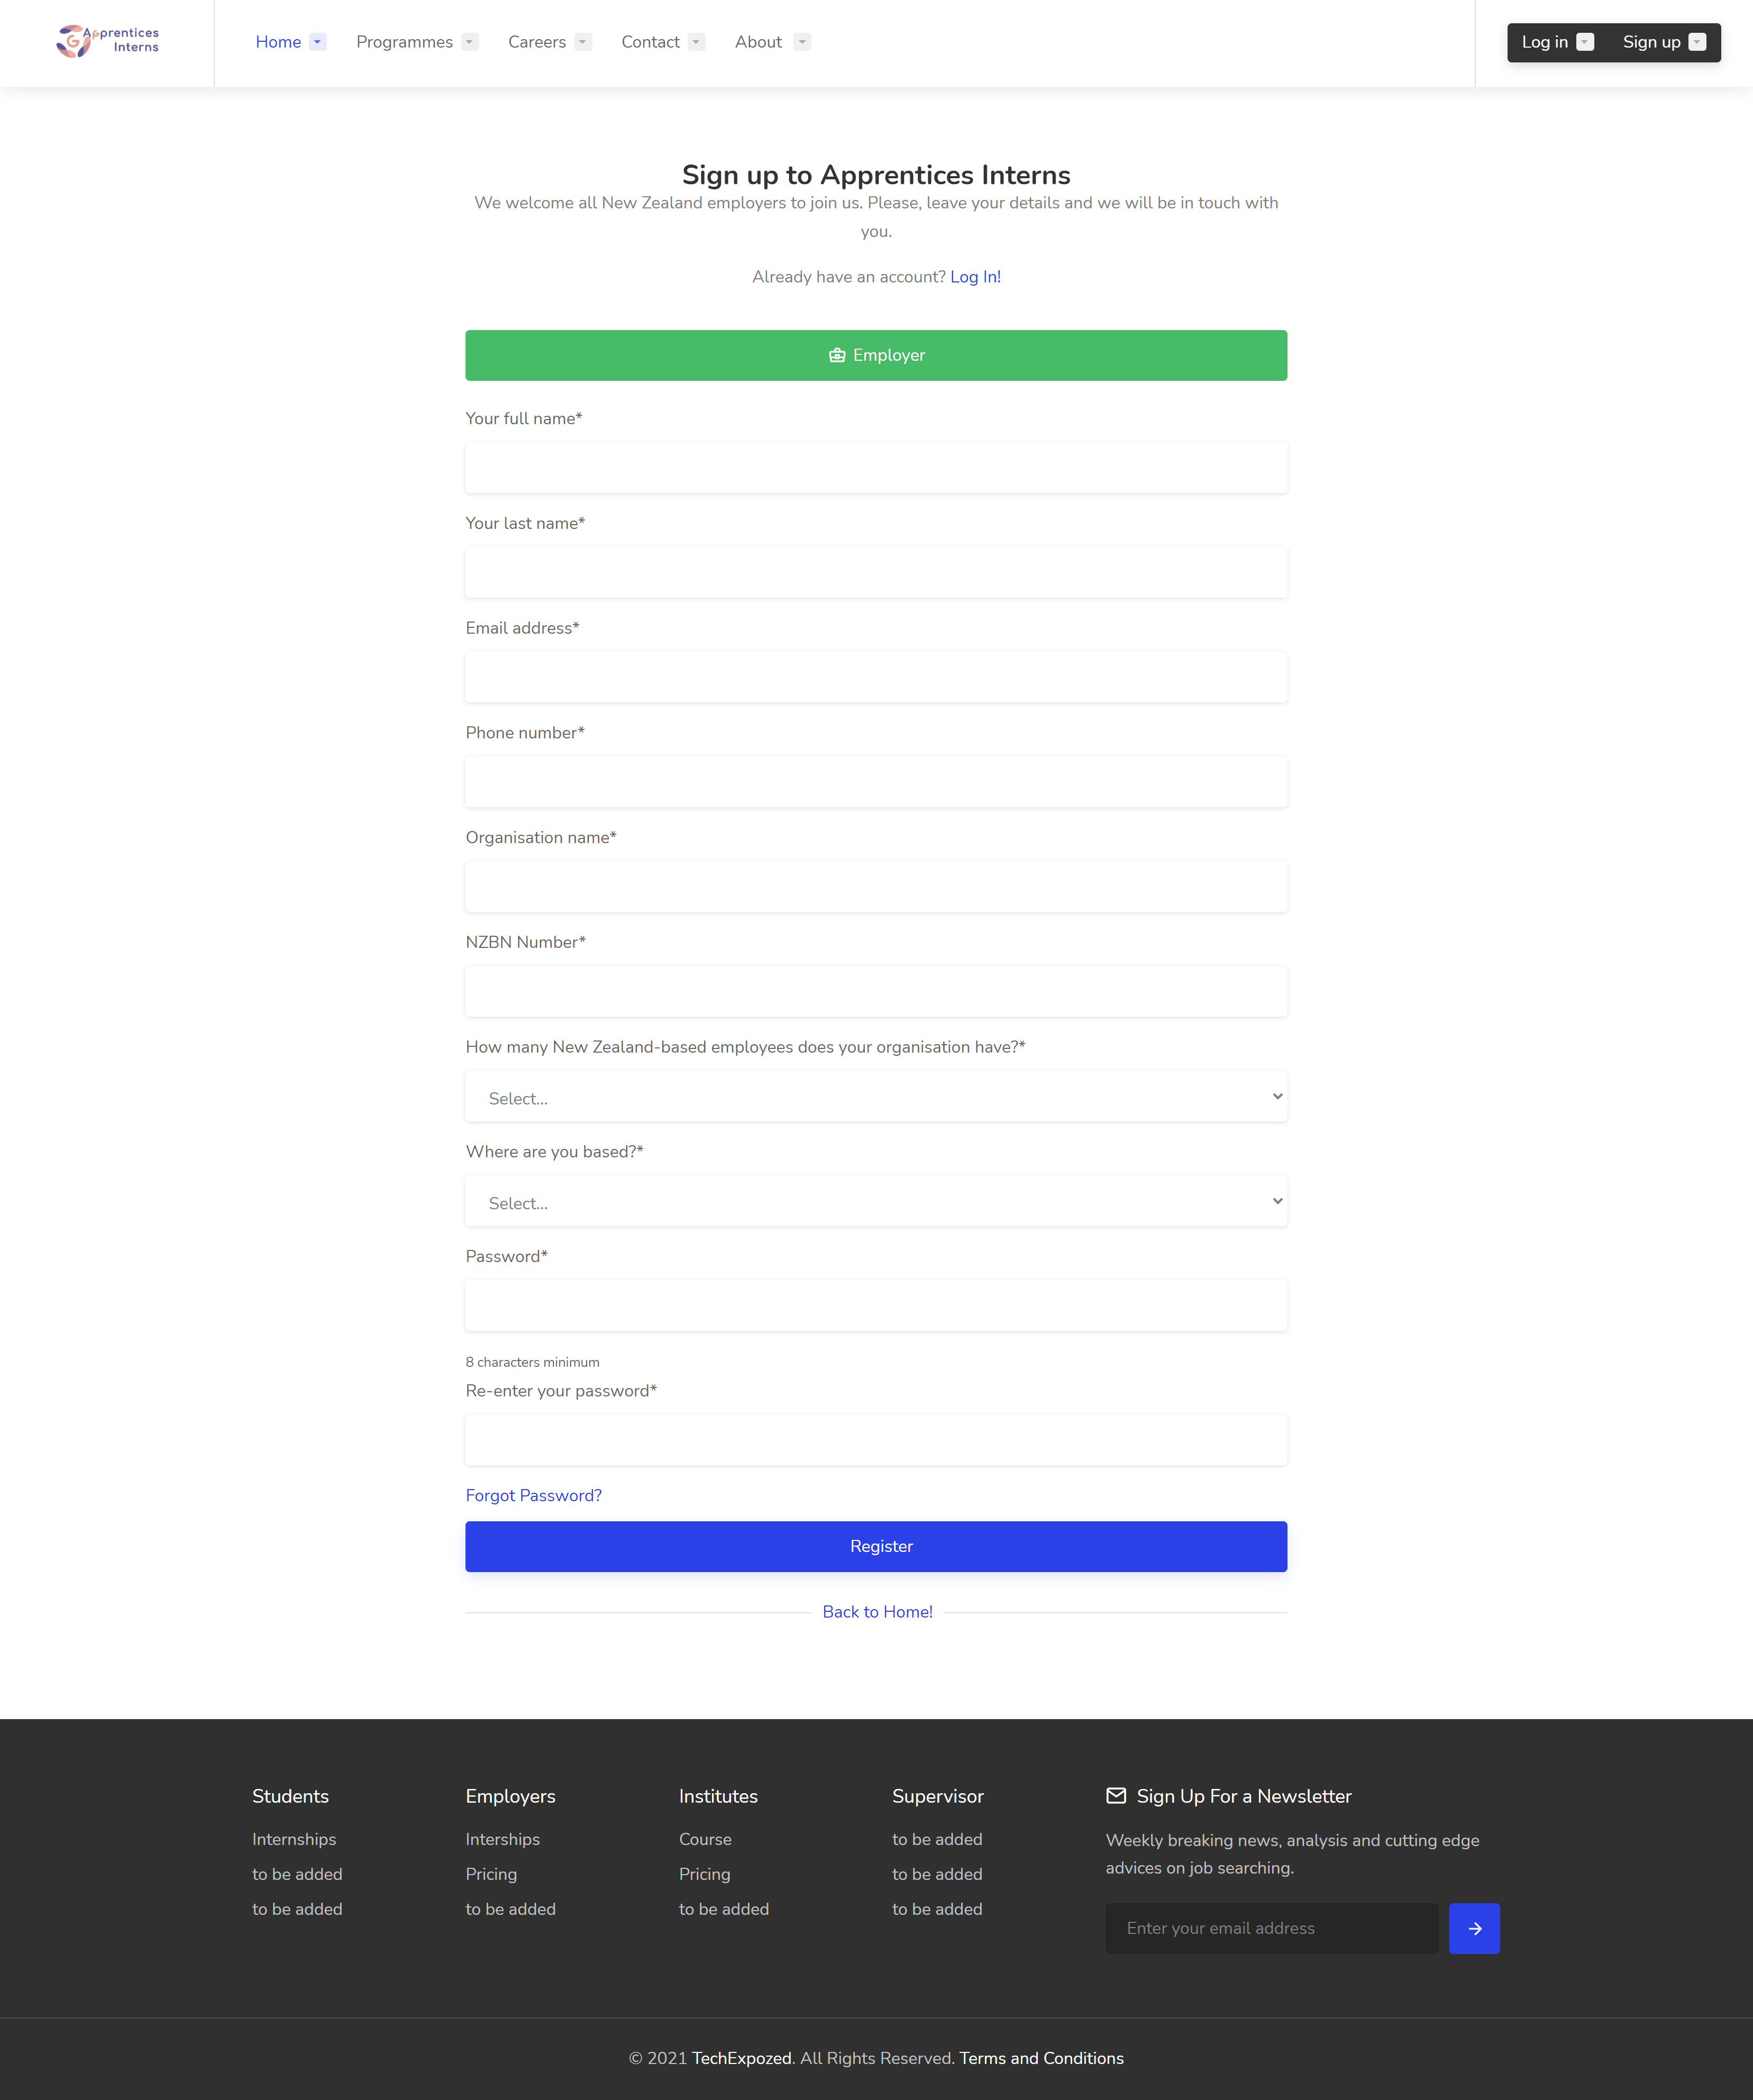 Apprentices
Interns
Home
Programmes
Careers
Contact
About
Log in
Sign up
Sign up to Apprentices Interns
We welcome all New Zealand employers to join us. Please, leave your details and we will be in touch with
you.
Already have an account? Log In!
Employer
Your full name*
Your last name*
Email address*
Phone number*
Organisation name*
NZBN Number*
How many New Zealand-based employees does your organisation have?*
Select...
Where are you based?*
Select...
Password*
8 characters minimum
Re-enter your password*
Forgot Password?
Register
Back to Home!
Students
Internships
to be added
to be added
Employers
Interships
Pricing
to be added
Institutes
Course
Pricing
to be added
Supervisor
to be added
to be added
to be added
Sign Up For a Newsletter
Weekly breaking news, analysis and cutting edge
advices on job searching.
Enter your email address
© 2021 TechExpozed. All Rights Reserved. Terms and Conditions